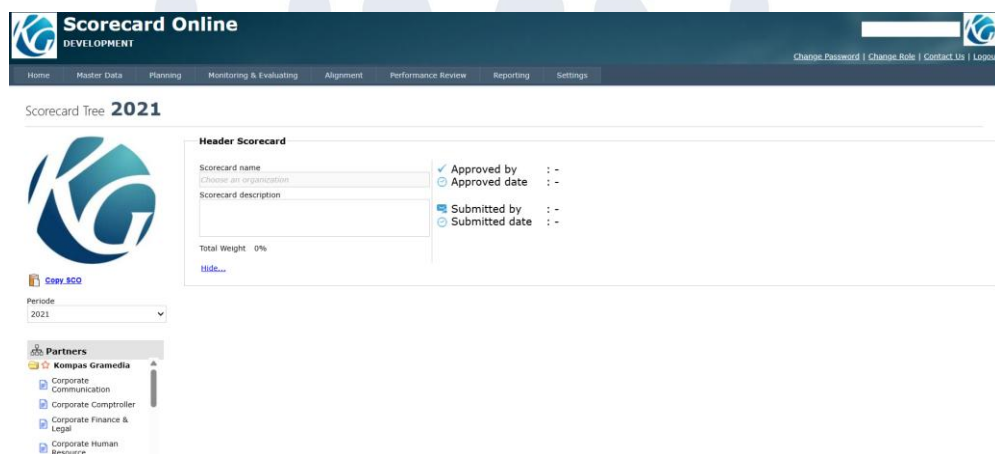 Scorecard Online
DEVELOPMENT
Change Password | Change Role | Contact Us | Logou
Home Master Data Planning Monitoring & Evaluating Alignment Performance Review Reporting Settings
Scorecard Tree 2021
KG
Header Scorecard
Scorecard name
Choose an organization
Scorecard description
Total Weight 0%
Hide...
✓ Approved by : -
Approved date : -
Submitted by : -
Submitted date : -
Copy SCO
Periode
2021
Partners
Kompas Gramedia
Corporate
Communication
Corporate Comptroller
Corporate Finance &
Legal
Corporate Human
Resource